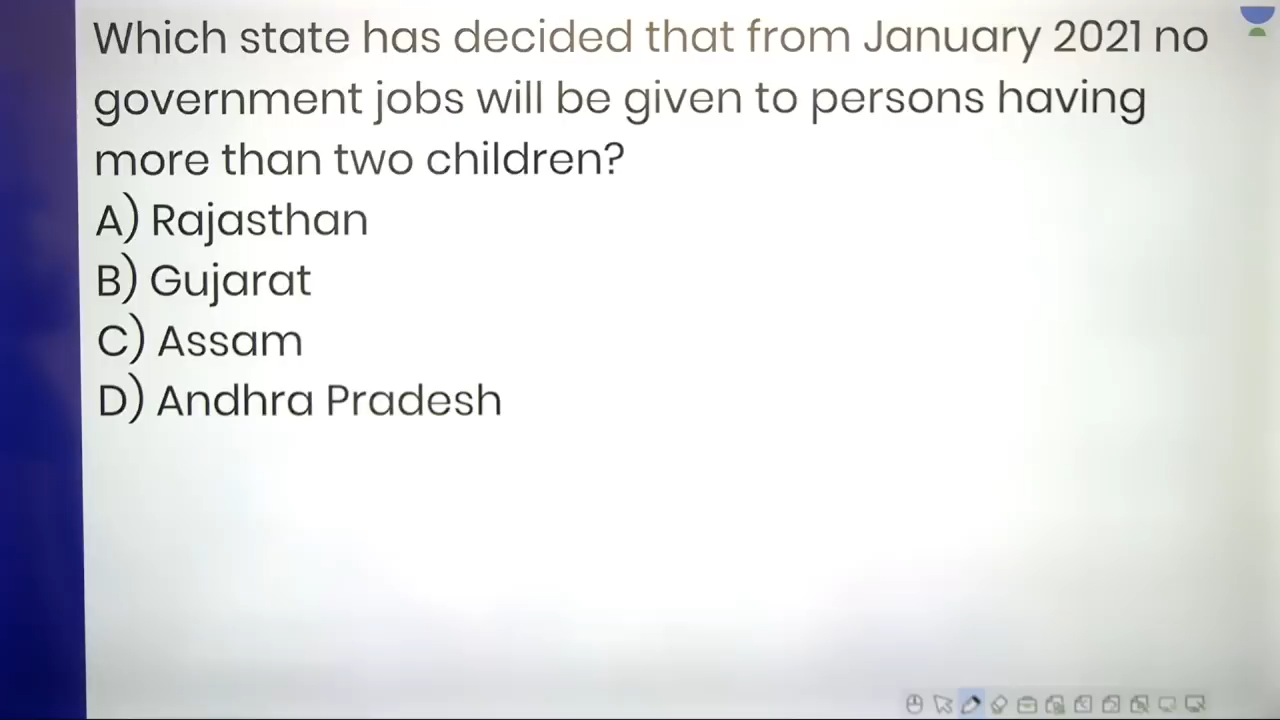 Which state has decided that from January 2021 no
government jobs will be given to persons having
more than two children?
A) Rajasthan
B) Gujarat
C) Assam
D) Andhra Pradesh